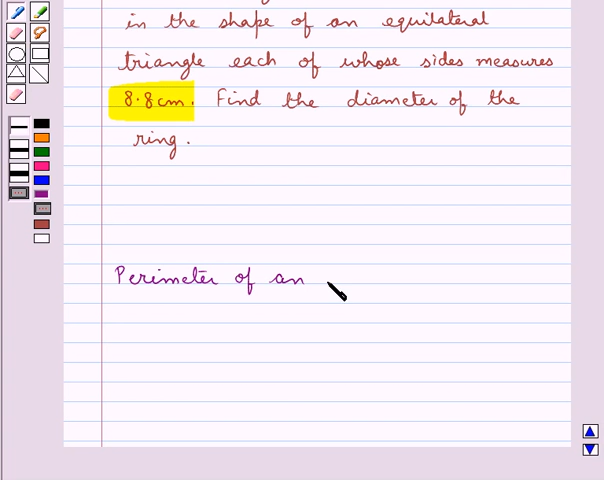 in the shape of an equilateral
triangle each of whose sides measures
8.8cm. Find the diameter of the
ring.
Perimeter of an